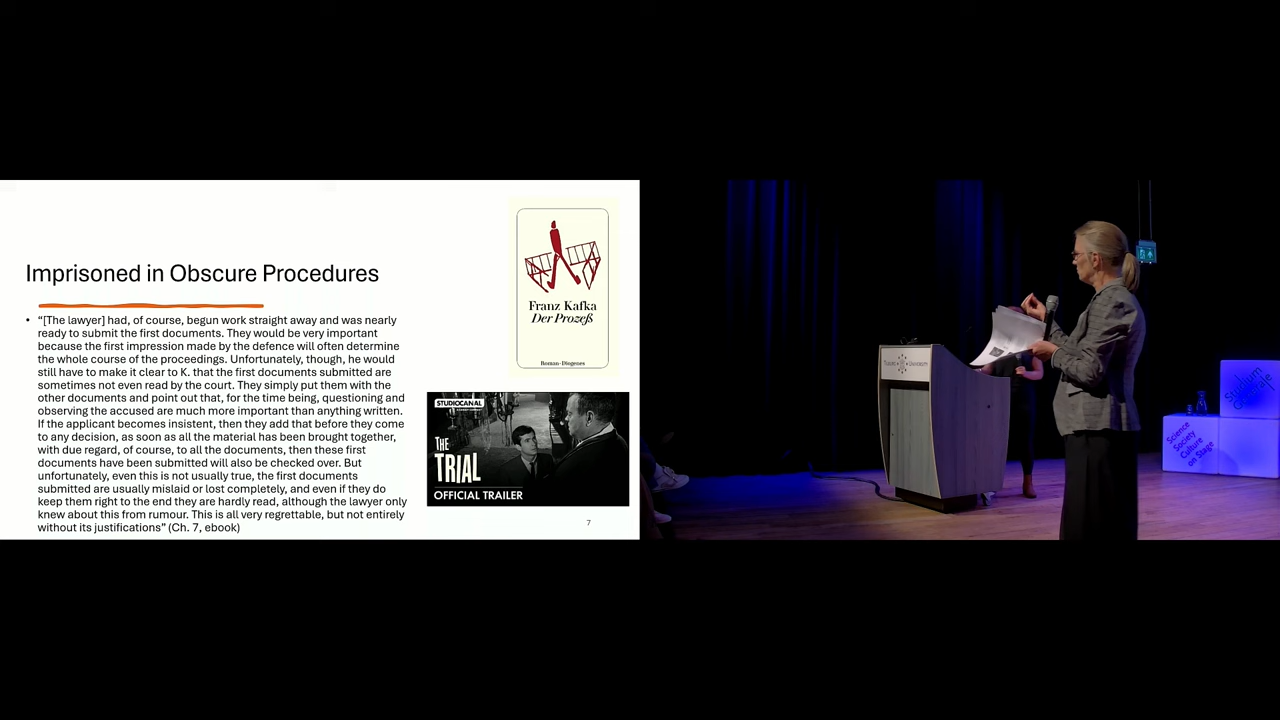 Imprisoned in Obscure Procedures
• “[The lawyer] had, of course, begun work straight away and was nearly
ready to submit the first documents. They would be very important
because the first impression made by the defence will often determine
the whole course of the proceedings. Unfortunately, though, he would
still have to make it clear to K. that the first documents submitted are
sometimes not even read by the court. They simply put them with the
other documents and point out that, for the time being, questioning and
observing the accused are much more important than anything written.
If the applicant becomes insistent, then they add that before they come
to any decision, as soon as all the material has been brought together,
with due regard, of course, to all the documents, then these first
documents have been submitted will also be checked over. But
unfortunately, even this is not usually true, the first documents
submitted are usually mislaid or lost completely, and even if they do
keep them right to the end they are hardly read, although the lawyer only
knew about this from rumour. This is all very regrettable, but not entirely
without its justifications” (Ch. 7, ebook)
Franz Kafka
Der Prozeß
Roman · Diogenes
STUDIOCANAL
THE
TRIAL
OFFICIAL TRAILER
7
TILBURG UNIVERSITY
Studium
Generale
Science
Society
Culture
on Stage